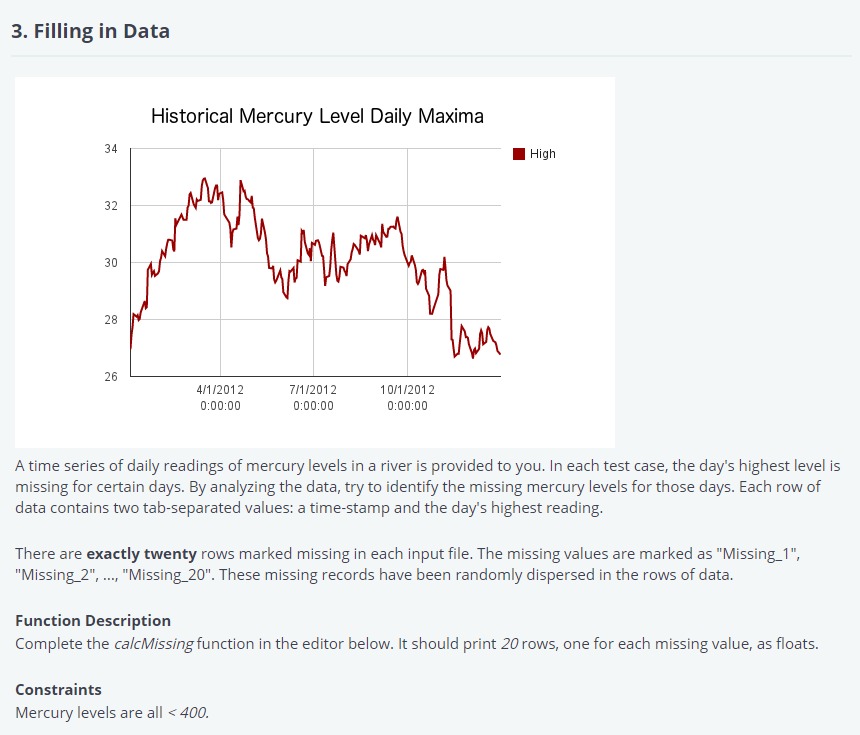 3. Filling in Data
Historical Mercury Level Daily Maxima
34
High
32
30
28
26
4/1/2012 7/1/2012 10/1/2012
0:00:00 0:00:00 0:00:00
A time series of daily readings of mercury levels in a river is provided to you. In each test case, the day's highest level is
missing for certain days. By analyzing the data, try to identify the missing mercury levels for those days. Each row of
data contains two tab-separated values: a time-stamp and the day's highest reading.
There are exactly twenty rows marked missing in each input file. The missing values are marked as "Missing_1",
"Missing_2", ..., "Missing_20". These missing records have been randomly dispersed in the rows of data.
Function Description
Complete the calcMissing function in the editor below. It should print 20 rows, one for each missing value, as floats.
Constraints
Mercury levels are all < 400.